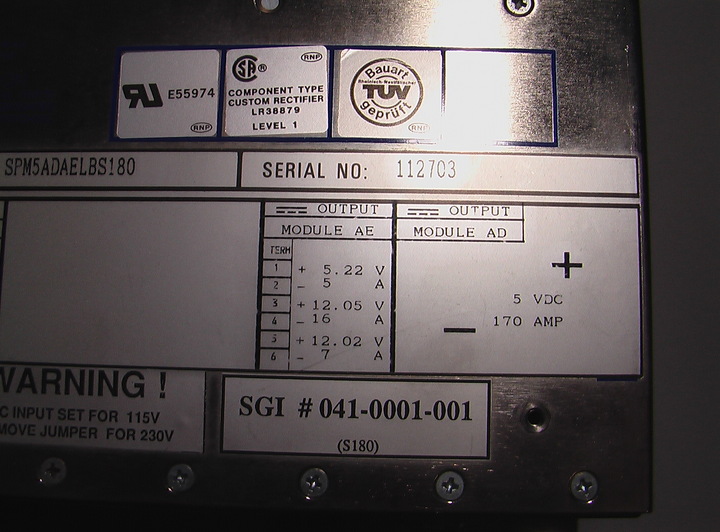 E55974
RNP
SA ®
RNP
COMPONENT TYPE
CUSTOM RECTIFIER
LR38879
LEVEL 1
Bauart
TUV
geprüft
RNP
SPM5ADAELBS180
SERIAL NO: 112703
OUTPUT
MODULE AE
TERM
1 + 5.22 V
2 – 5 A
3 + 12.05 V
4 – 16 A
5 + 12.02 V
6 – 7 A
OUTPUT
MODULE AD
+
5 VDC
– 170 AMP
WARNING !
C INPUT SET FOR 115V
MOVE JUMPER FOR 230V
SGI # 041-0001-001
(S180)